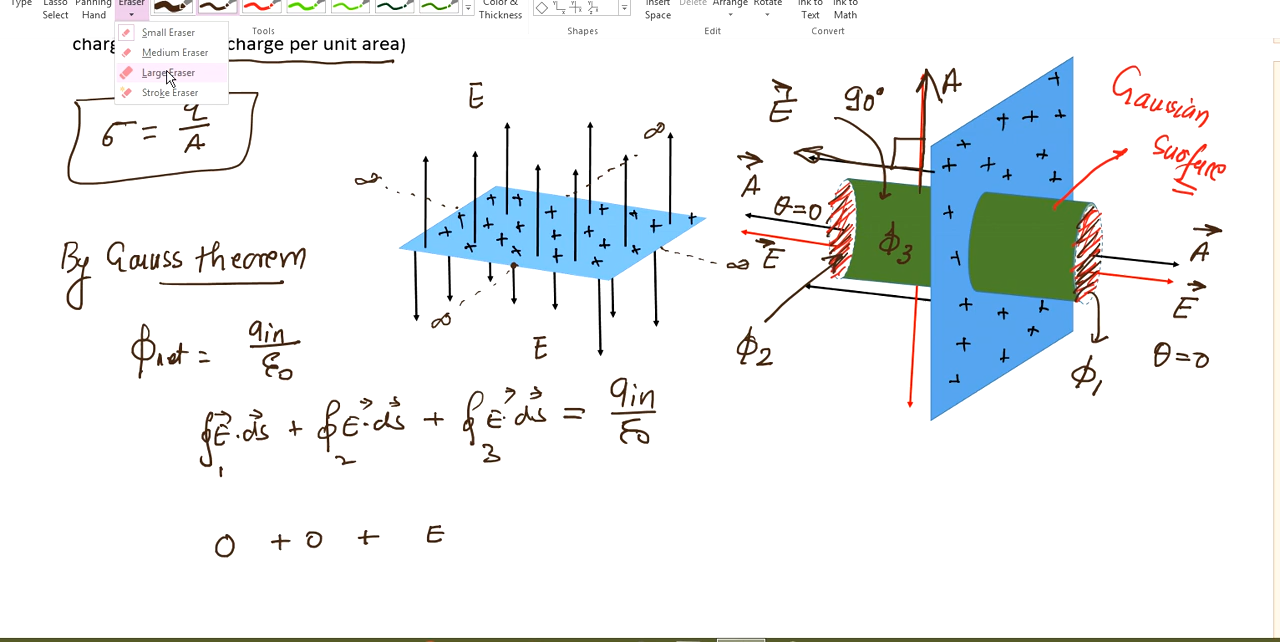 Type Lasso Select Panning Hand Eraser Color & Thickness Insert Space Delete Arrange Rotate Ink to Text Ink to Math
Tools Shapes Edit Convert
Small Eraser
Medium Eraser
Large Eraser
Stroke Eraser
charge per unit area)
σ = q/A
By Gauss theorem
ϕnet = qin/ε0
∮1 E⃗.ds⃗ + ∮2 E⃗.ds⃗ + ∮3 E⃗.ds⃗ = qin/ε0
0 + 0 + E
E
∞
∞
∞
∞
E
E⃗
90°
A
Gaussian
Surface
A⃗
θ=0
E⃗
ϕ3
ϕ2
A⃗
E⃗
θ=0
ϕ1